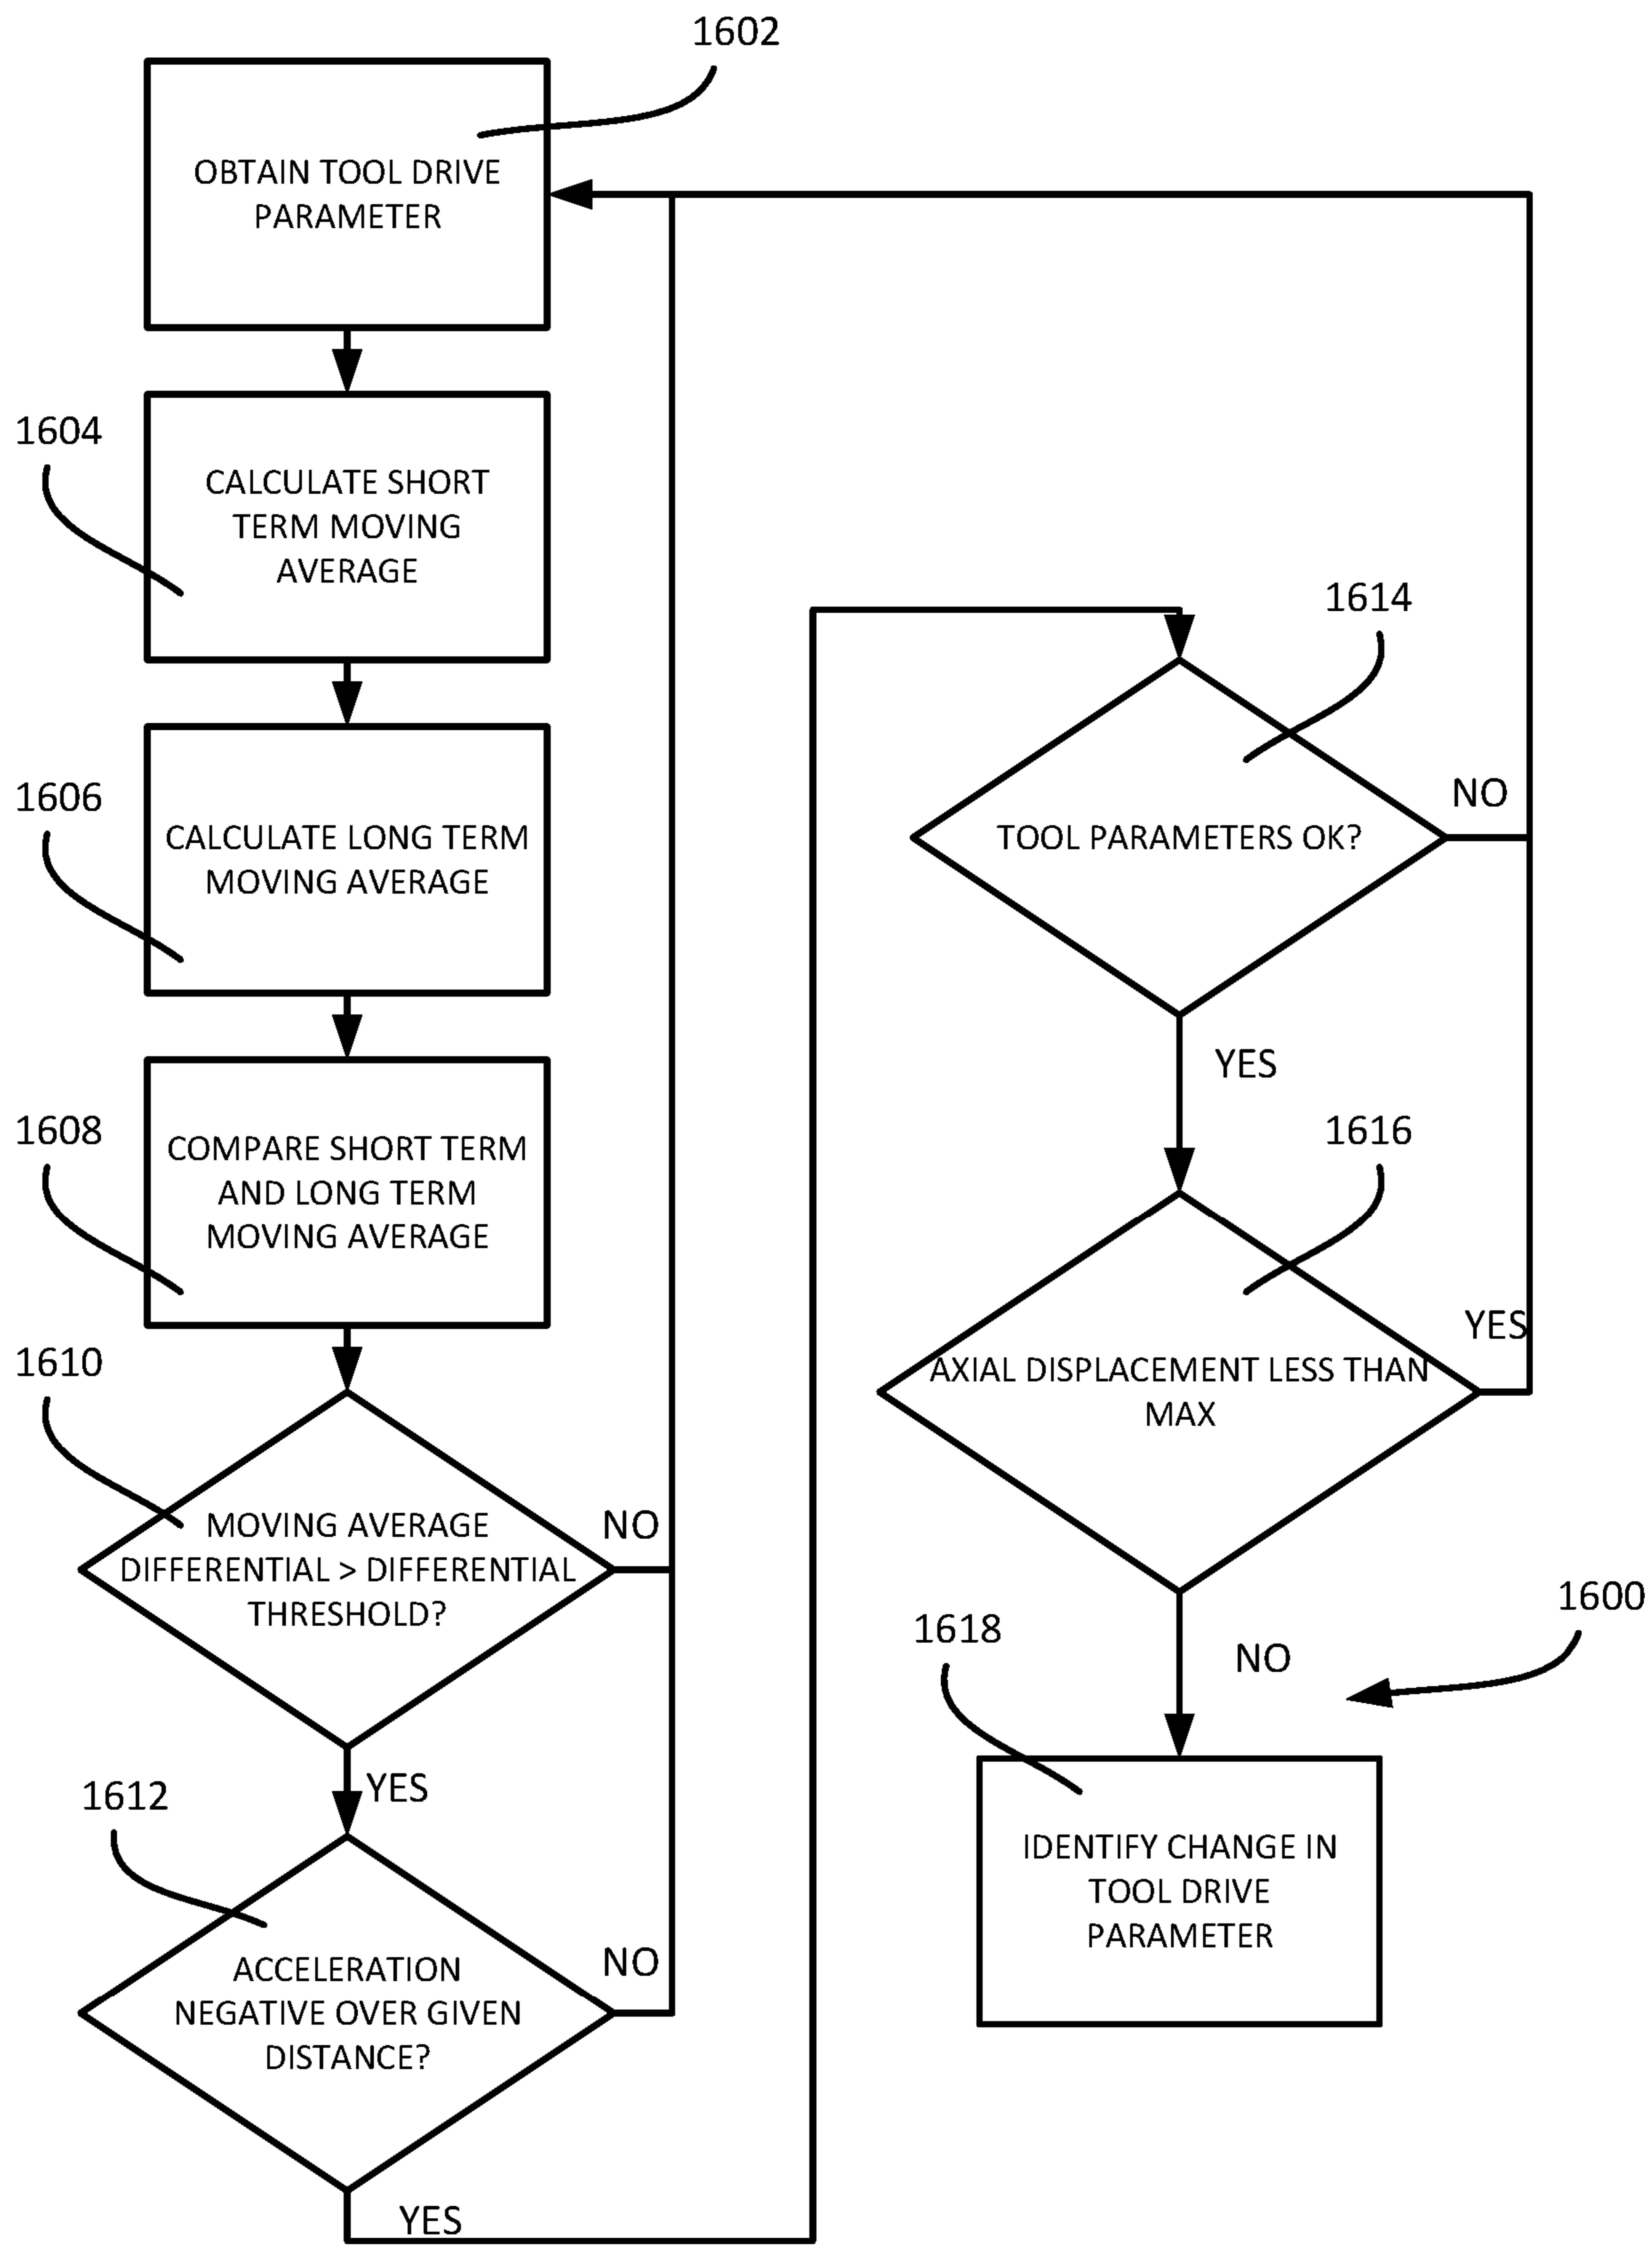 1602
OBTAIN TOOL DRIVE
PARAMETER
1604
CALCULATE SHORT
TERM MOVING
AVERAGE
1606
CALCULATE LONG TERM
MOVING AVERAGE
1608
COMPARE SHORT TERM
AND LONG TERM
MOVING AVERAGE
1610
MOVING AVERAGE
DIFFERENTIAL > DIFFERENTIAL
THRESHOLD?
NO
YES
1612
ACCELERATION
NEGATIVE OVER GIVEN
DISTANCE?
NO
YES
1614
TOOL PARAMETERS OK?
NO
YES
1616
AXIAL DISPLACEMENT LESS THAN
MAX
YES
NO
1600
1618
IDENTIFY CHANGE IN
TOOL DRIVE
PARAMETER